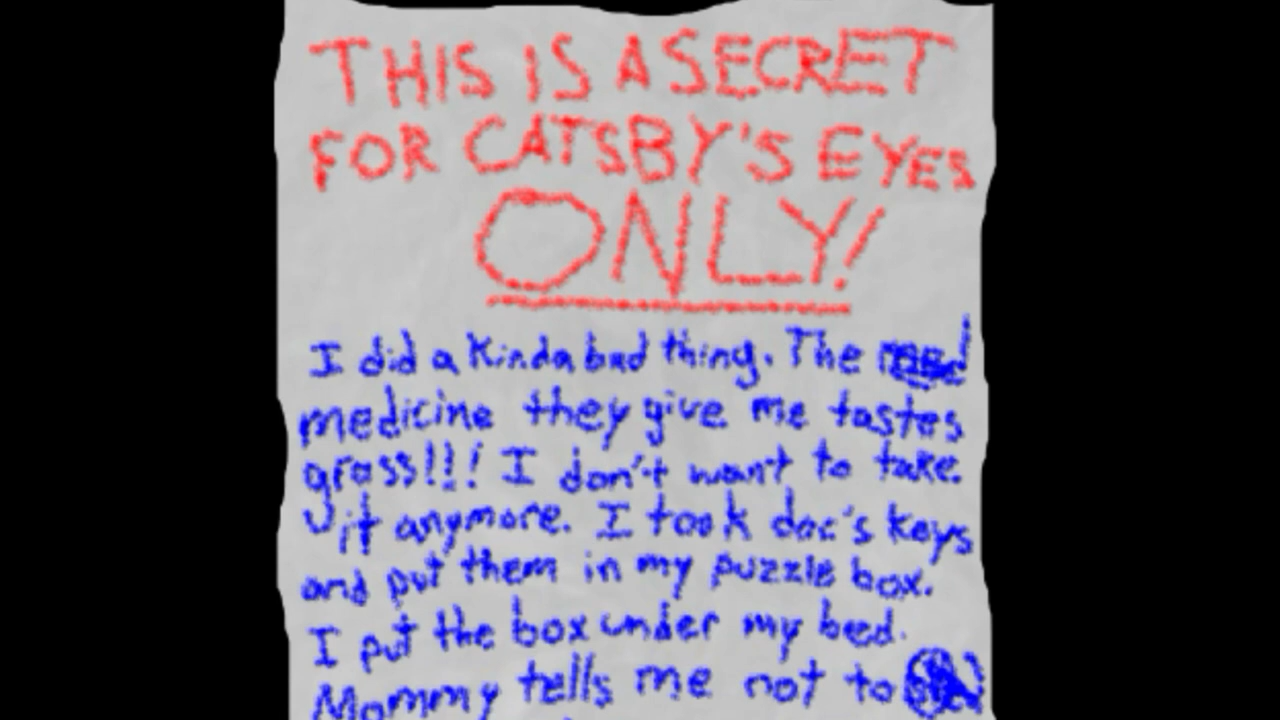 THIS IS A SECRET
FOR CATSBY'S EYES
ONLY!
I did a kinda bad thing. The
medicine they give me tastes
gross!!! I don't want to take
it anymore. I took doc's keys
and put them in my puzzle box.
I put the box under my bed.
Mommy tells me not to